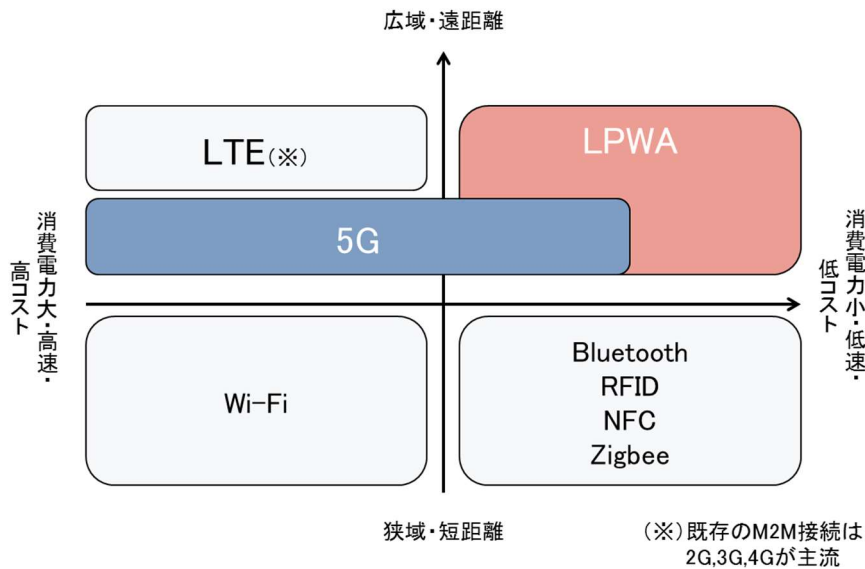 広域・遠距離
LTE(※)
LPWA
5G
消費電力大・高速・
高コスト
消費電力小・低速・
低コスト
Wi-Fi
Bluetooth
RFID
NFC
Zigbee
狭域・短距離
(※)既存のM2M接続は
2G,3G,4Gが主流